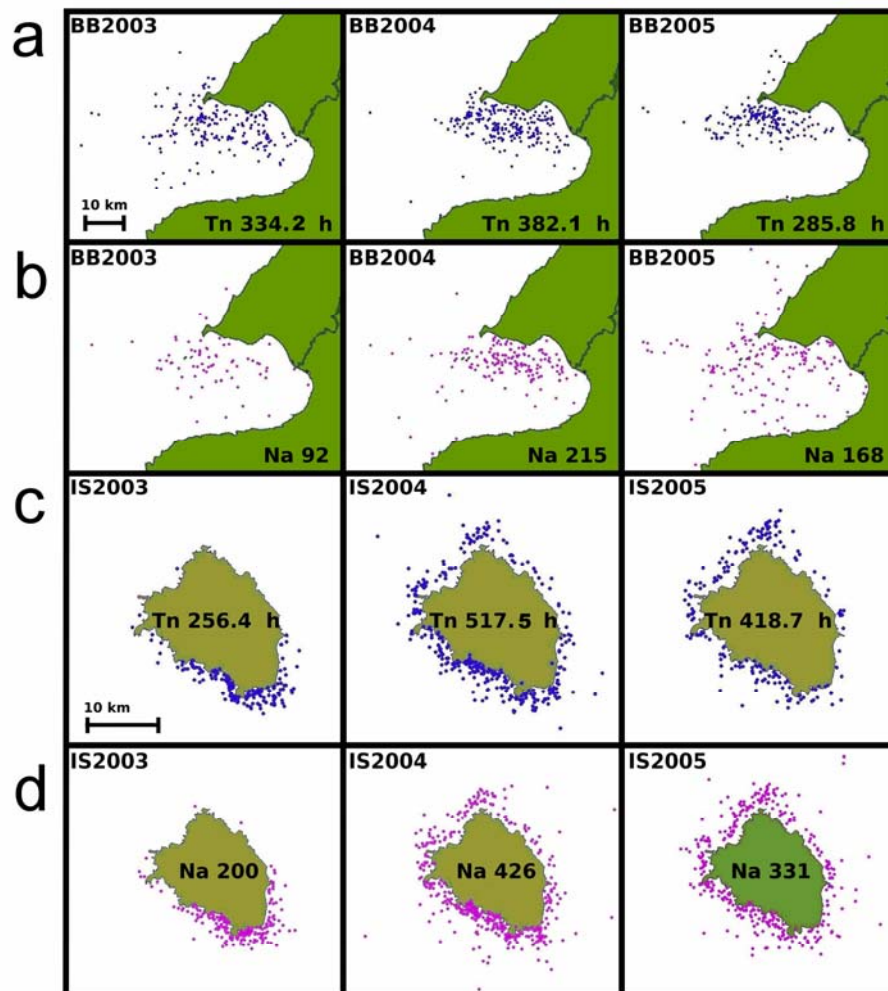 a
BB2003
BB2004
BB2005
10 km
Tn 334.2 h
Tn 382.1 h
Tn 285.8 h
b
BB2003
BB2004
BB2005
Na 92
Na 215
Na 168
c
IS2003
IS2004
IS2005
Tn 256.4 h
Tn 517.5 h
Tn 418.7 h
10 km
d
IS2003
IS2004
IS2005
Na 200
Na 426
Na 331